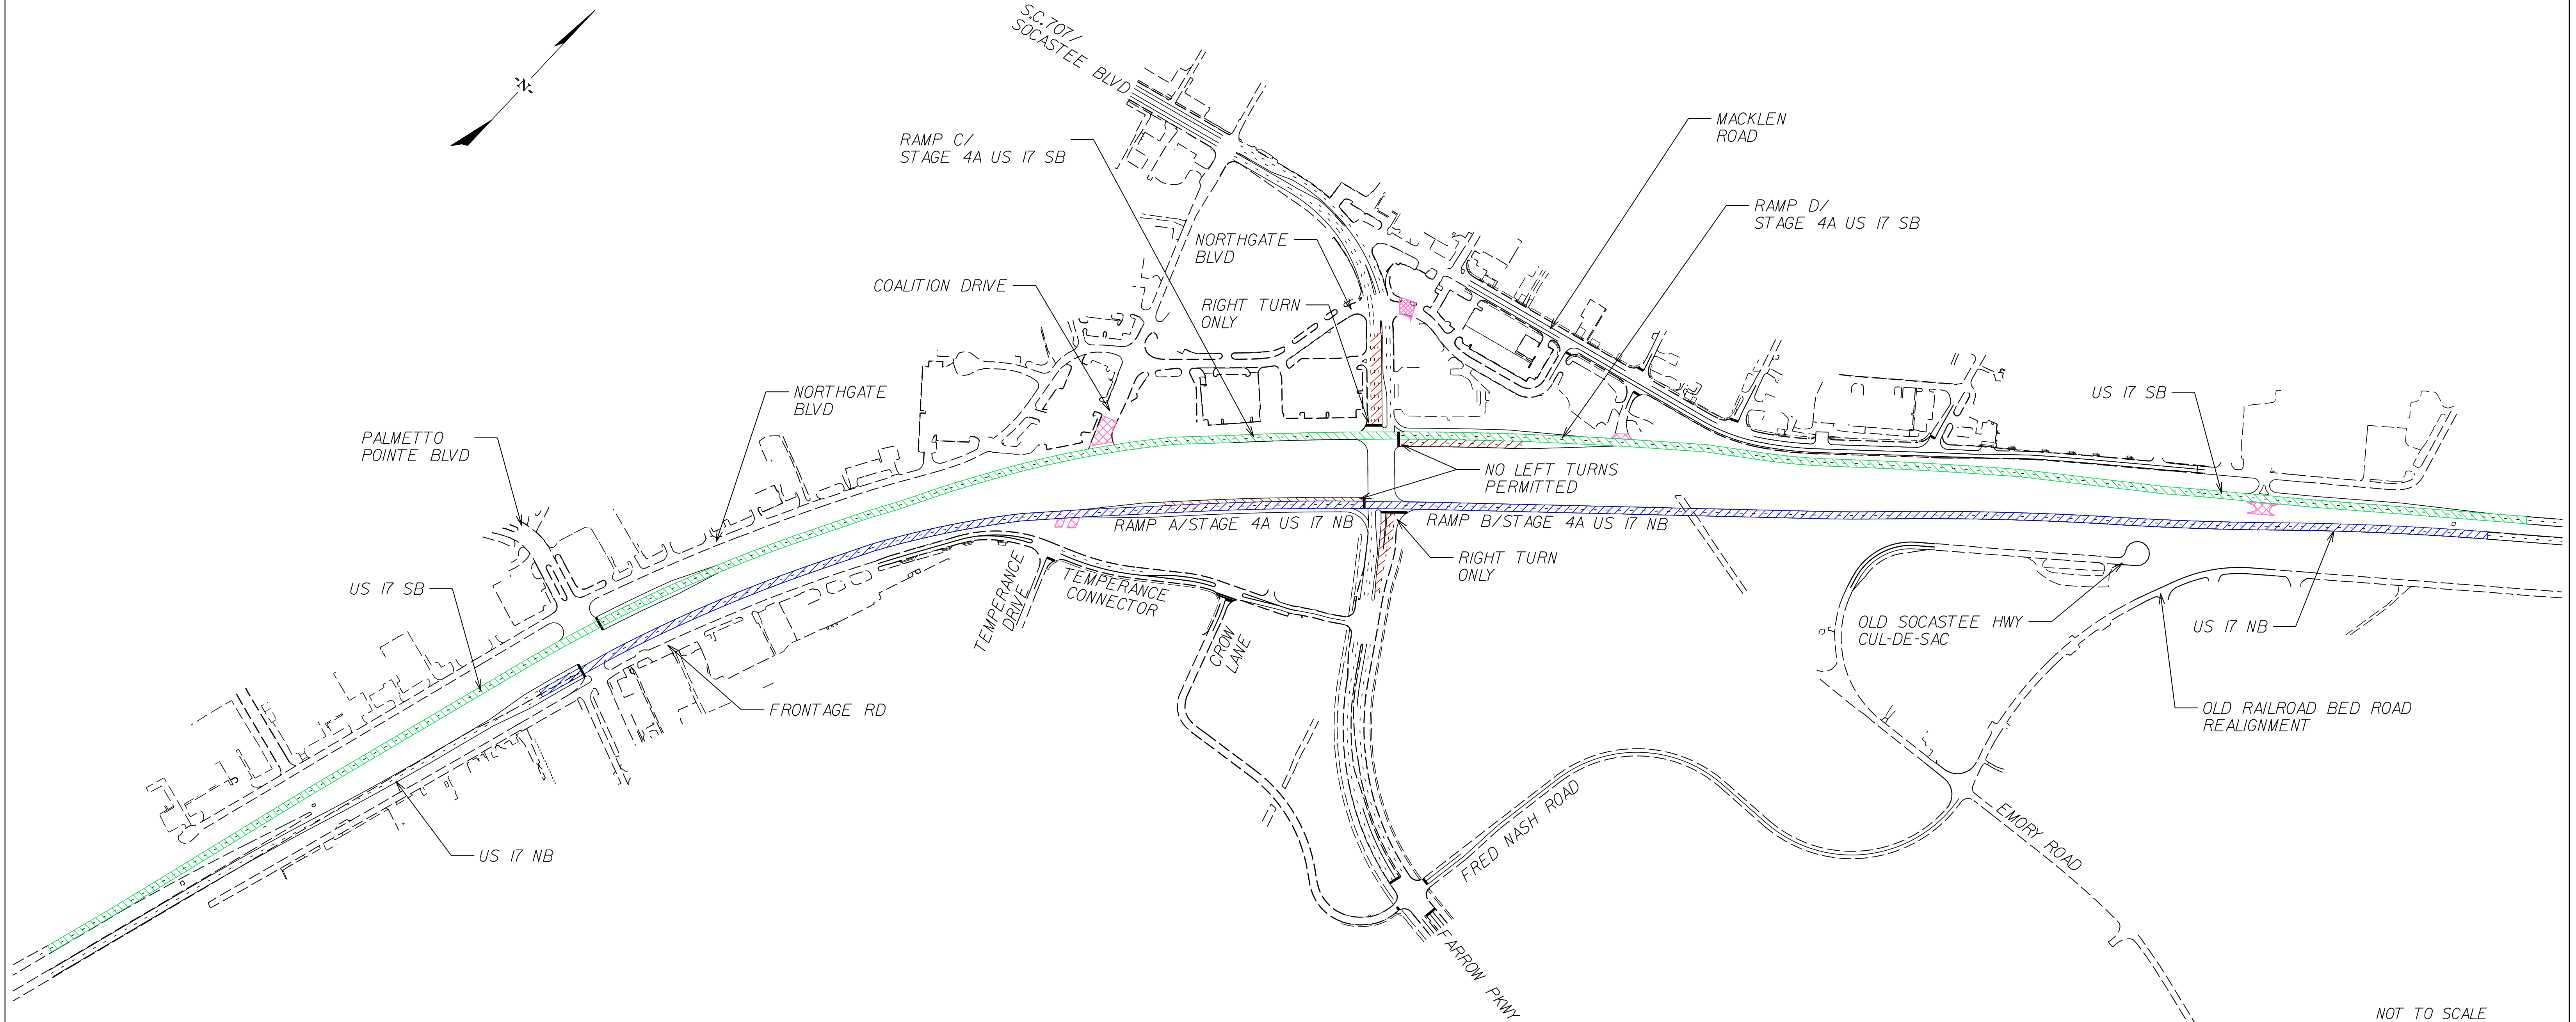 S.C.707/
SOCASTEE BLVD
-N-
RAMP C/
STAGE 4A US 17 SB
MACKLEN
ROAD
RAMP D/
STAGE 4A US 17 SB
NORTHGATE
BLVD
COALITION DRIVE
RIGHT TURN
ONLY
NORTHGATE
BLVD
US 17 SB
PALMETTO
POINTE BLVD
NO LEFT TURNS
PERMITTED
RAMP A/STAGE 4A US 17 NB
RAMP B/STAGE 4A US 17 NB
RIGHT TURN
ONLY
US 17 SB
TEMPERANCE
DRIVE
TEMPERANCE
CONNECTOR
CROW
LANE
OLD SOCASTEE HWY
CUL-DE-SAC
US 17 NB
FRONTAGE RD
OLD RAILROAD BED ROAD
REALIGNMENT
US 17 NB
FRED NASH ROAD
EMORY ROAD
FARROW PKWY
NOT TO SCALE